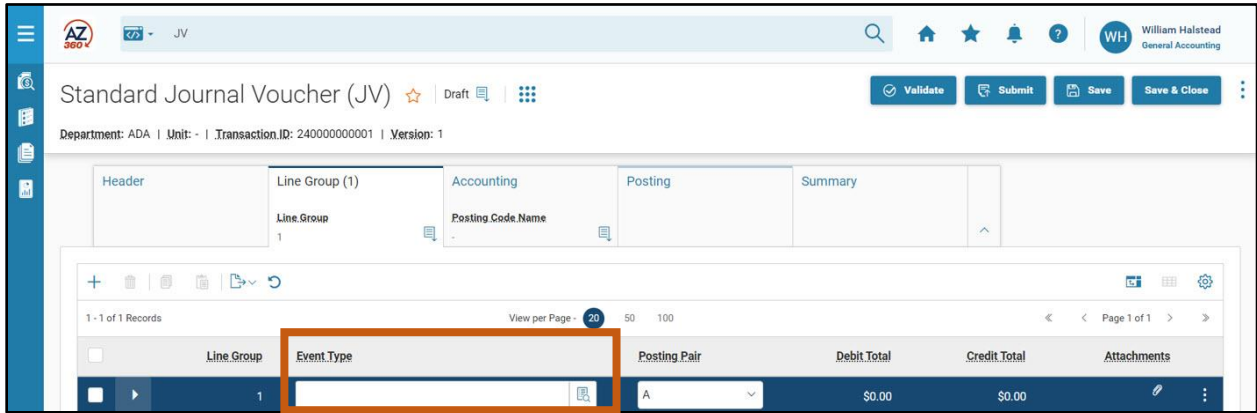 AZ
360
JV
William Halstead
WH
General Accounting
?
Standard Journal Voucher (JV)
Draft
Validate
Submit
Save
Save & Close
Department: ADA | Unit: - | Transaction ID: 240000000001 | Version: 1
Header
Line Group (1)
Accounting
Posting
Summary
Line Group
Posting Code Name
1
-
1 - 1 of 1 Records
View per Page - 20 50 100
Page 1 of 1
Line Group
Event Type
Posting Pair
Debit Total
Credit Total
Attachments
1
A
$0.00
$0.00